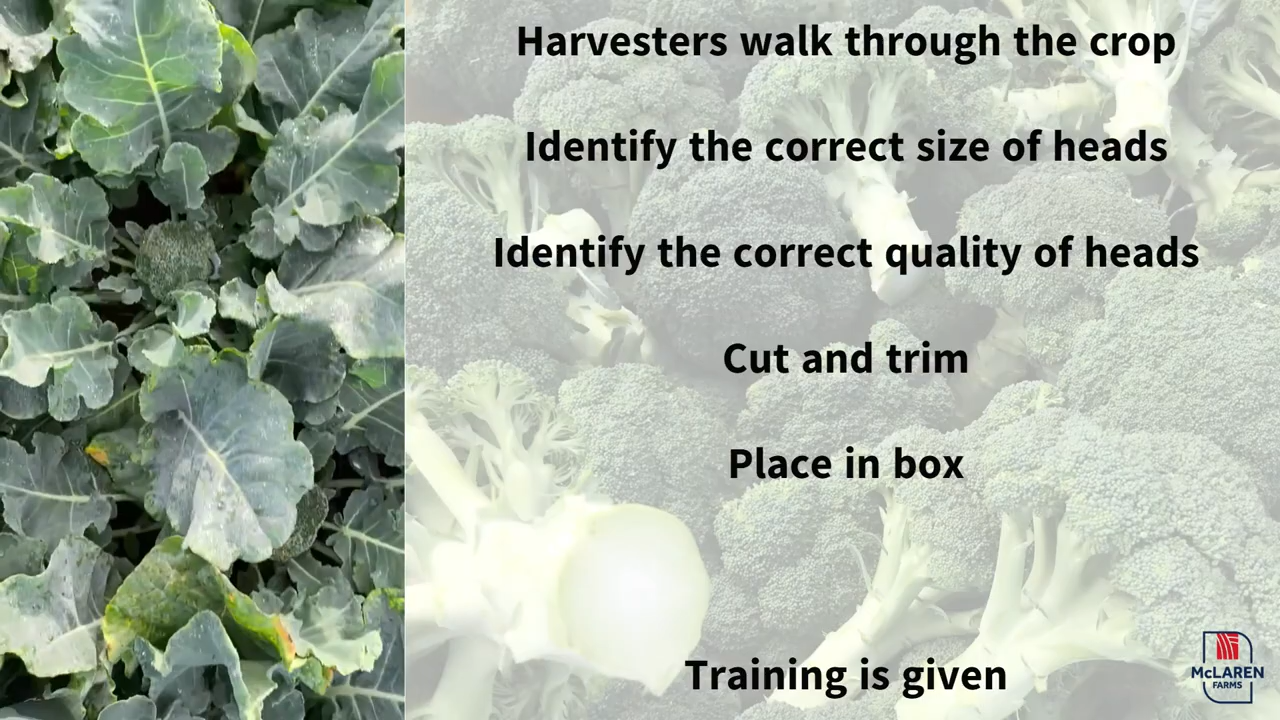 Harvesters walk through the crop
Identify the correct size of heads
Identify the correct quality of heads
Cut and trim
Place in box
Training is given
McLAREN
FARMS